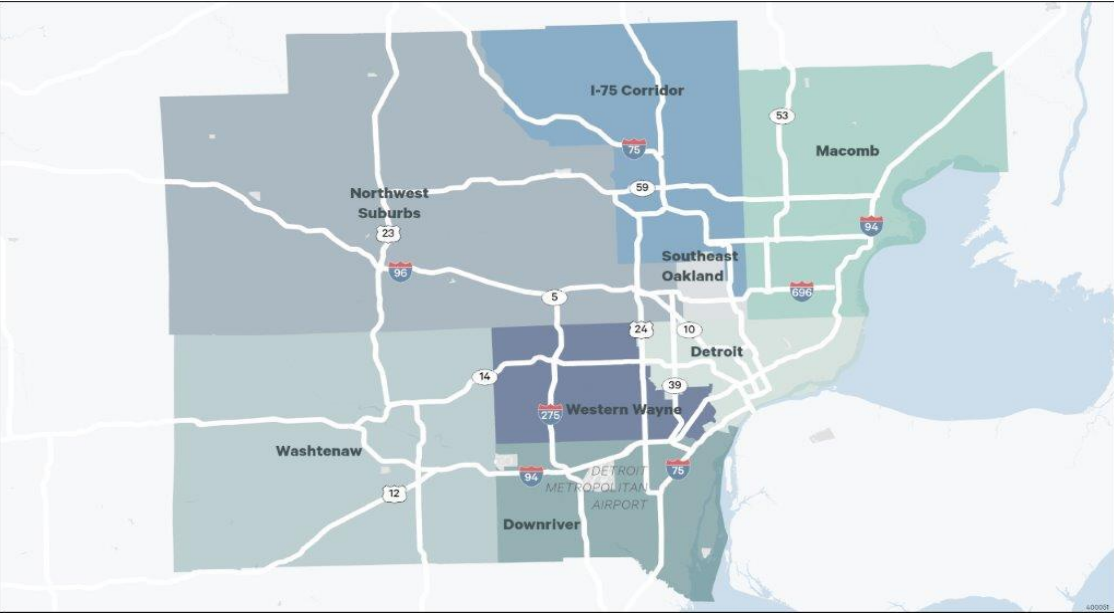 I-75 Corridor
53
75
Macomb
59
Northwest
Suburbs
23
94
Southeast
Oakland
96
5
696
24
10
Detroit
14
39
275
Western Wayne
Washtenaw
94
75
DETROIT
METROPOLITAN
AIRPORT
12
Downriver